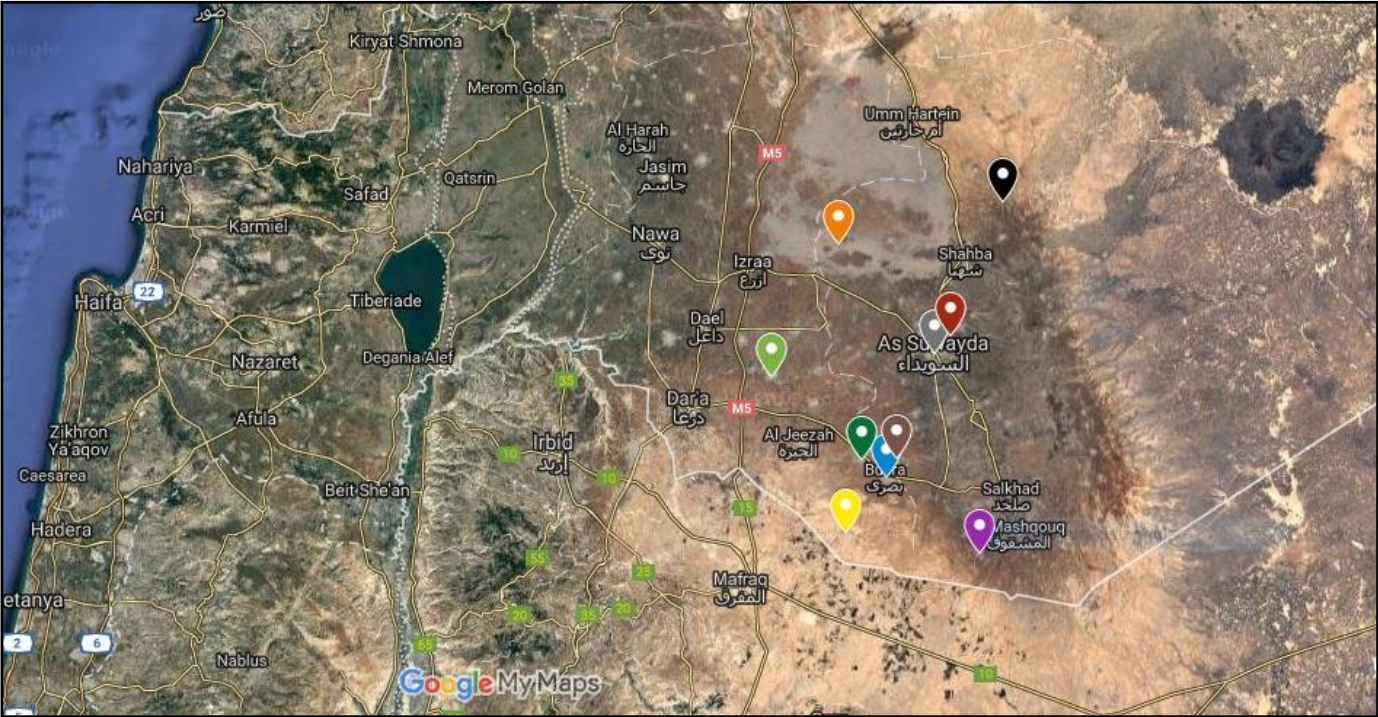 صور
Kiryat Shmona
Merom Golan
Umm Hartein
أم حارتين
Al Harah
الحارّة
Nahariya
Jasim
جاسم
M5
Safad
Qatsrin
Acri
Karmiel
Nawa
نوى
Shahba
شهبا
Izraa
ازرع
22
Haifa
Tiberiade
Dael
داعل
As Suwayda
السويداء
Nazaret
Degania Alef
35
Dar'a
درعا
M5
Afula
Zikhron
Ya'aqov
Al Jeezah
الجيزة
Irbid
إربد
10
Caesarea
10
بصرى
Beit She'an
Salkhad
صلخد
15
Hadera
Mashqouq
المشقوق
55
25
Mafraq
المفرق
etanya
20
35
20
2
6
65
Nablus
10
Google My Maps